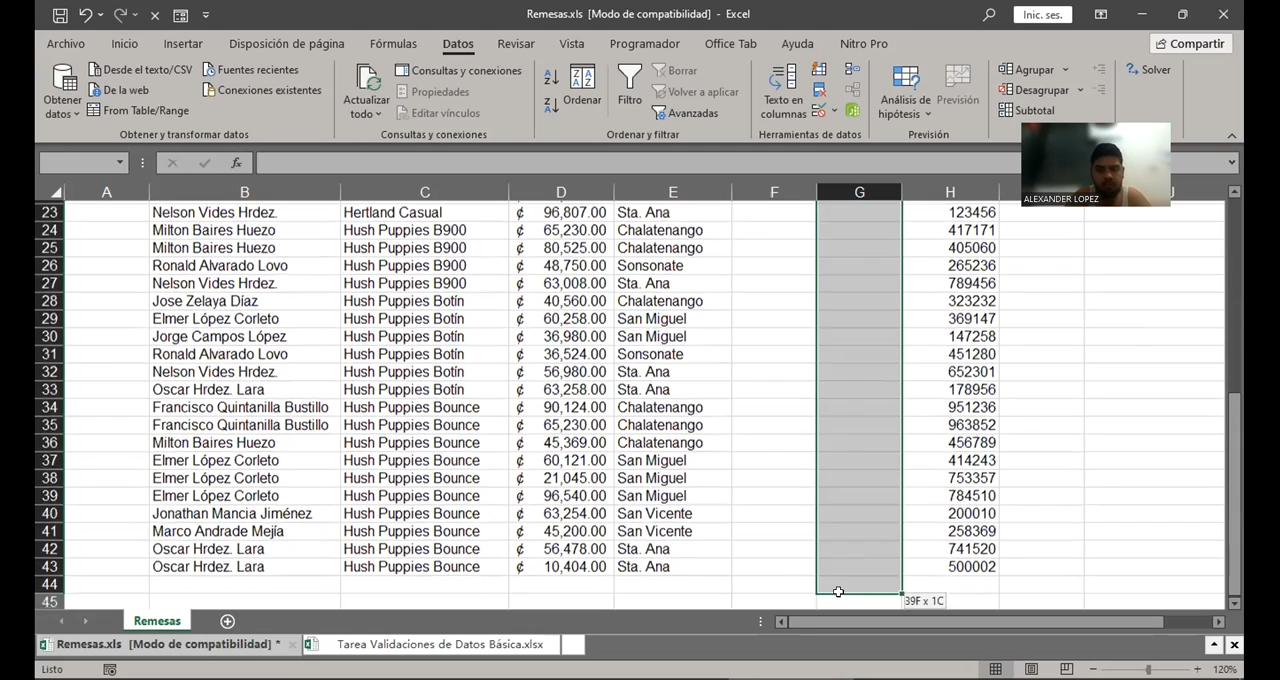 Remesas.xls [Modo de compatibilidad] - Excel
Inic. ses.
Archivo Inicio Insertar Disposición de página Fórmulas Datos Revisar Vista Programador Office Tab Ayuda Nitro Pro
Compartir
Obtener datos
Desde el texto/CSV
De la web
From Table/Range
Fuentes recientes
Conexiones existentes
Obtener y transformar datos
Actualizar todo
Consultas y conexiones
Propiedades
Editar vínculos
Consultas y conexiones
Ordenar
Filtro
Borrar
Volver a aplicar
Avanzadas
Ordenar y filtrar
Texto en columnas
Herramientas de datos
Análisis de hipótesis
Previsión
Previsión
Agrupar
Desagrupar
Subtotal
Solver
ALEXANDER LOPEZ
A B C D E F G H J
23 Nelson Vides Hrdez. Hertland Casual ₡ 96,807.00 Sta. Ana 123456
24 Milton Baires Huezo Hush Puppies B900 ₡ 65,230.00 Chalatenango 417171
25 Milton Baires Huezo Hush Puppies B900 ₡ 80,525.00 Chalatenango 405060
26 Ronald Alvarado Lovo Hush Puppies B900 ₡ 48,750.00 Sonsonate 265236
27 Nelson Vides Hrdez. Hush Puppies B900 ₡ 63,008.00 Sta. Ana 789456
28 Jose Zelaya Díaz Hush Puppies Botín ₡ 40,560.00 Chalatenango 323232
29 Elmer López Corleto Hush Puppies Botín ₡ 60,258.00 San Miguel 369147
30 Jorge Campos López Hush Puppies Botín ₡ 36,980.00 San Miguel 147258
31 Ronald Alvarado Lovo Hush Puppies Botín ₡ 36,524.00 Sonsonate 451280
32 Nelson Vides Hrdez. Hush Puppies Botín ₡ 56,980.00 Sta. Ana 652301
33 Oscar Hrdez. Lara Hush Puppies Botín ₡ 63,258.00 Sta. Ana 178956
34 Francisco Quintanilla Bustillo Hush Puppies Bounce ₡ 90,124.00 Chalatenango 951236
35 Francisco Quintanilla Bustillo Hush Puppies Bounce ₡ 65,230.00 Chalatenango 963852
36 Milton Baires Huezo Hush Puppies Bounce ₡ 45,369.00 Chalatenango 456789
37 Elmer López Corleto Hush Puppies Bounce ₡ 60,121.00 San Miguel 414243
38 Elmer López Corleto Hush Puppies Bounce ₡ 21,045.00 San Miguel 753357
39 Elmer López Corleto Hush Puppies Bounce ₡ 96,540.00 San Miguel 784510
40 Jonathan Mancia Jiménez Hush Puppies Bounce ₡ 63,254.00 San Vicente 200010
41 Marco Andrade Mejía Hush Puppies Bounce ₡ 45,200.00 San Vicente 258369
42 Oscar Hrdez. Lara Hush Puppies Bounce ₡ 56,478.00 Sta. Ana 741520
43 Oscar Hrdez. Lara Hush Puppies Bounce ₡ 10,404.00 Sta. Ana 500002
44
45
39F x 1C
Remesas
Remesas.xls [Modo de compatibilidad] *
Tarea Validaciones de Datos Básica.xlsx
Listo
120%